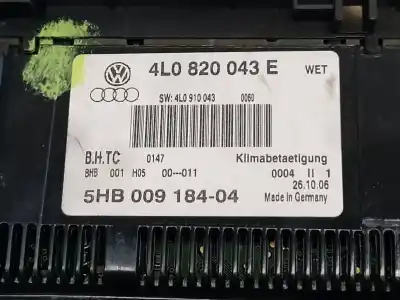 4L0 820 043 E WET
SW: 4L0 910 043 0060
B.H.TC 0147 Klimabetaetigung
8HB 001 H05 00---011 0004 II 1
26.10.06
5HB 009 184-04 Made in Germany